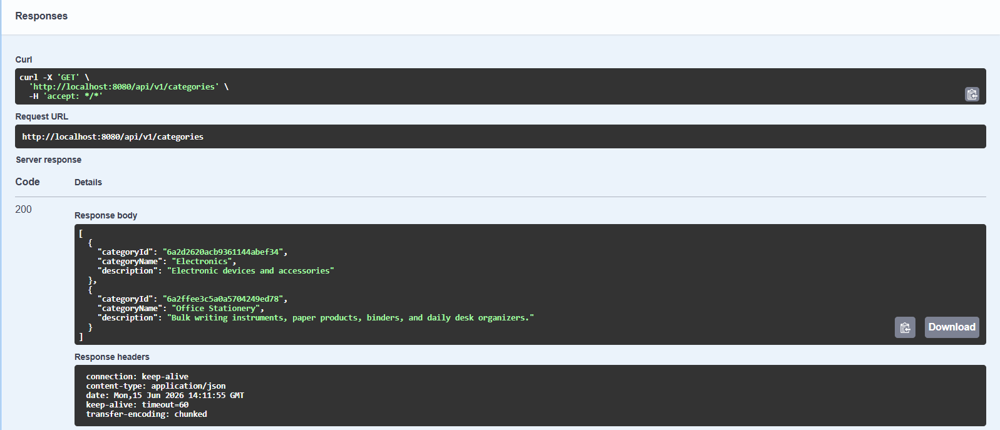 Responses
Curl
curl -X 'GET' \
  'http://localhost:8080/api/v1/categories' \
  -H 'accept: */*'
Request URL
http://localhost:8080/api/v1/categories
Server response
Code Details
200
Response body
[
  {
    "categoryId": "6a2d2620acb9361144abef34",
    "categoryName": "Electronics",
    "description": "Electronic devices and accessories"
  },
  {
    "categoryId": "6a2ffee3c5a0a5704249ed78",
    "categoryName": "Office Stationery",
    "description": "Bulk writing instruments, paper products, binders, and daily desk organizers."
  }
]
Download
Response headers
connection: keep-alive
content-type: application/json
date: Mon,15 Jun 2026 14:11:55 GMT
keep-alive: timeout=60
transfer-encoding: chunked